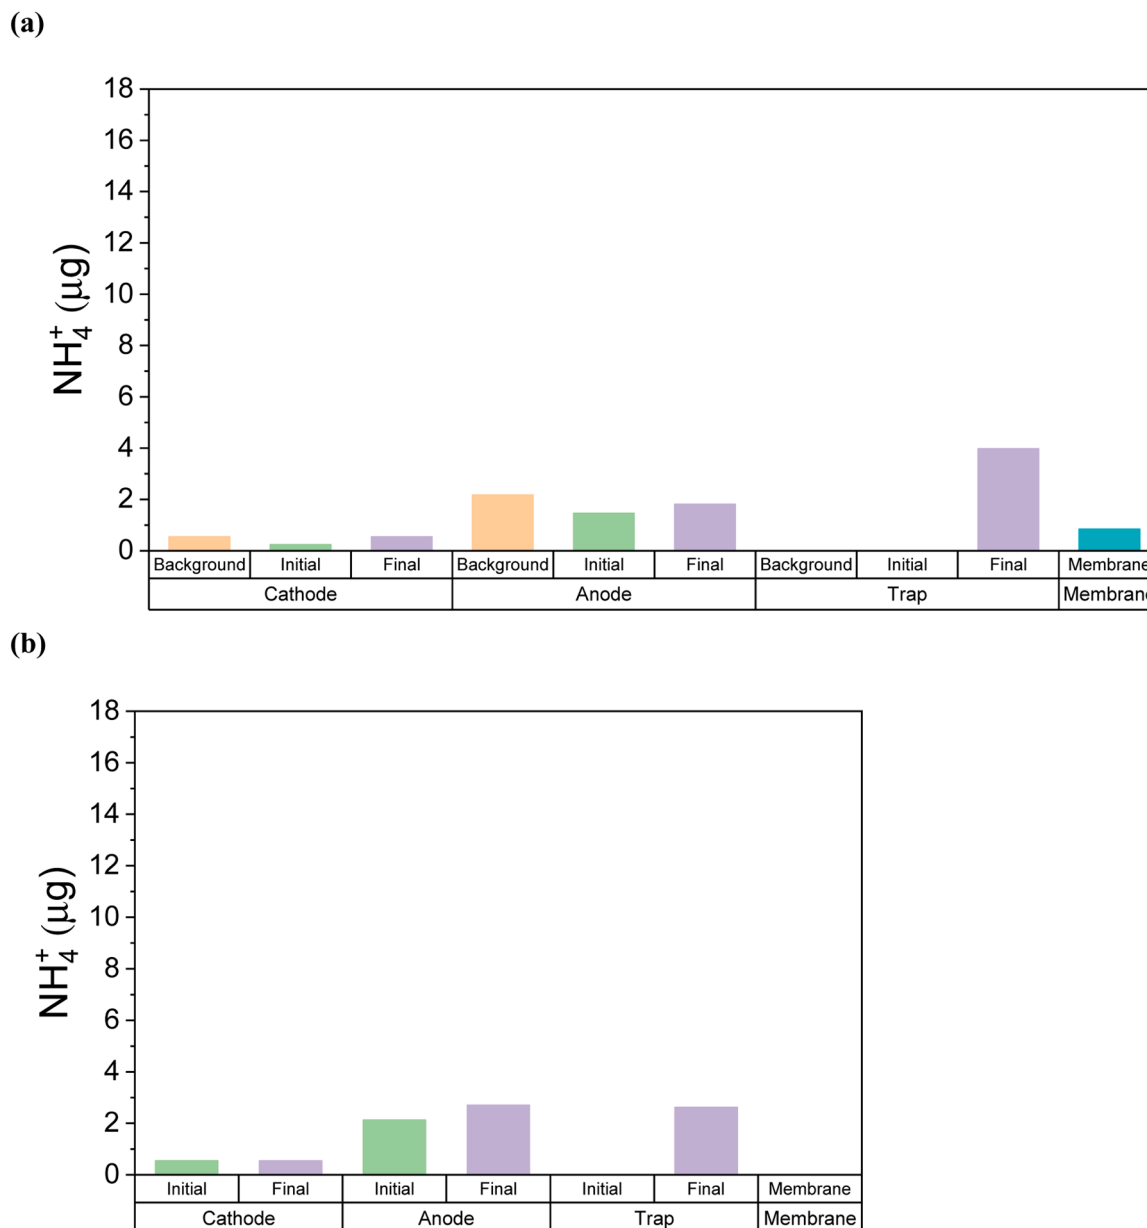 (a)
18
16
14
12
10
8
6
4
2
0
NH₄⁺ (μg)
Background Initial Final Background Initial Final Background Initial Final Membrane
Cathode Anode Trap Membrane
(b)
18
16
14
12
10
8
6
4
2
0
NH₄⁺ (μg)
Initial Final Initial Final Initial Final Membrane
Cathode Anode Trap Membrane